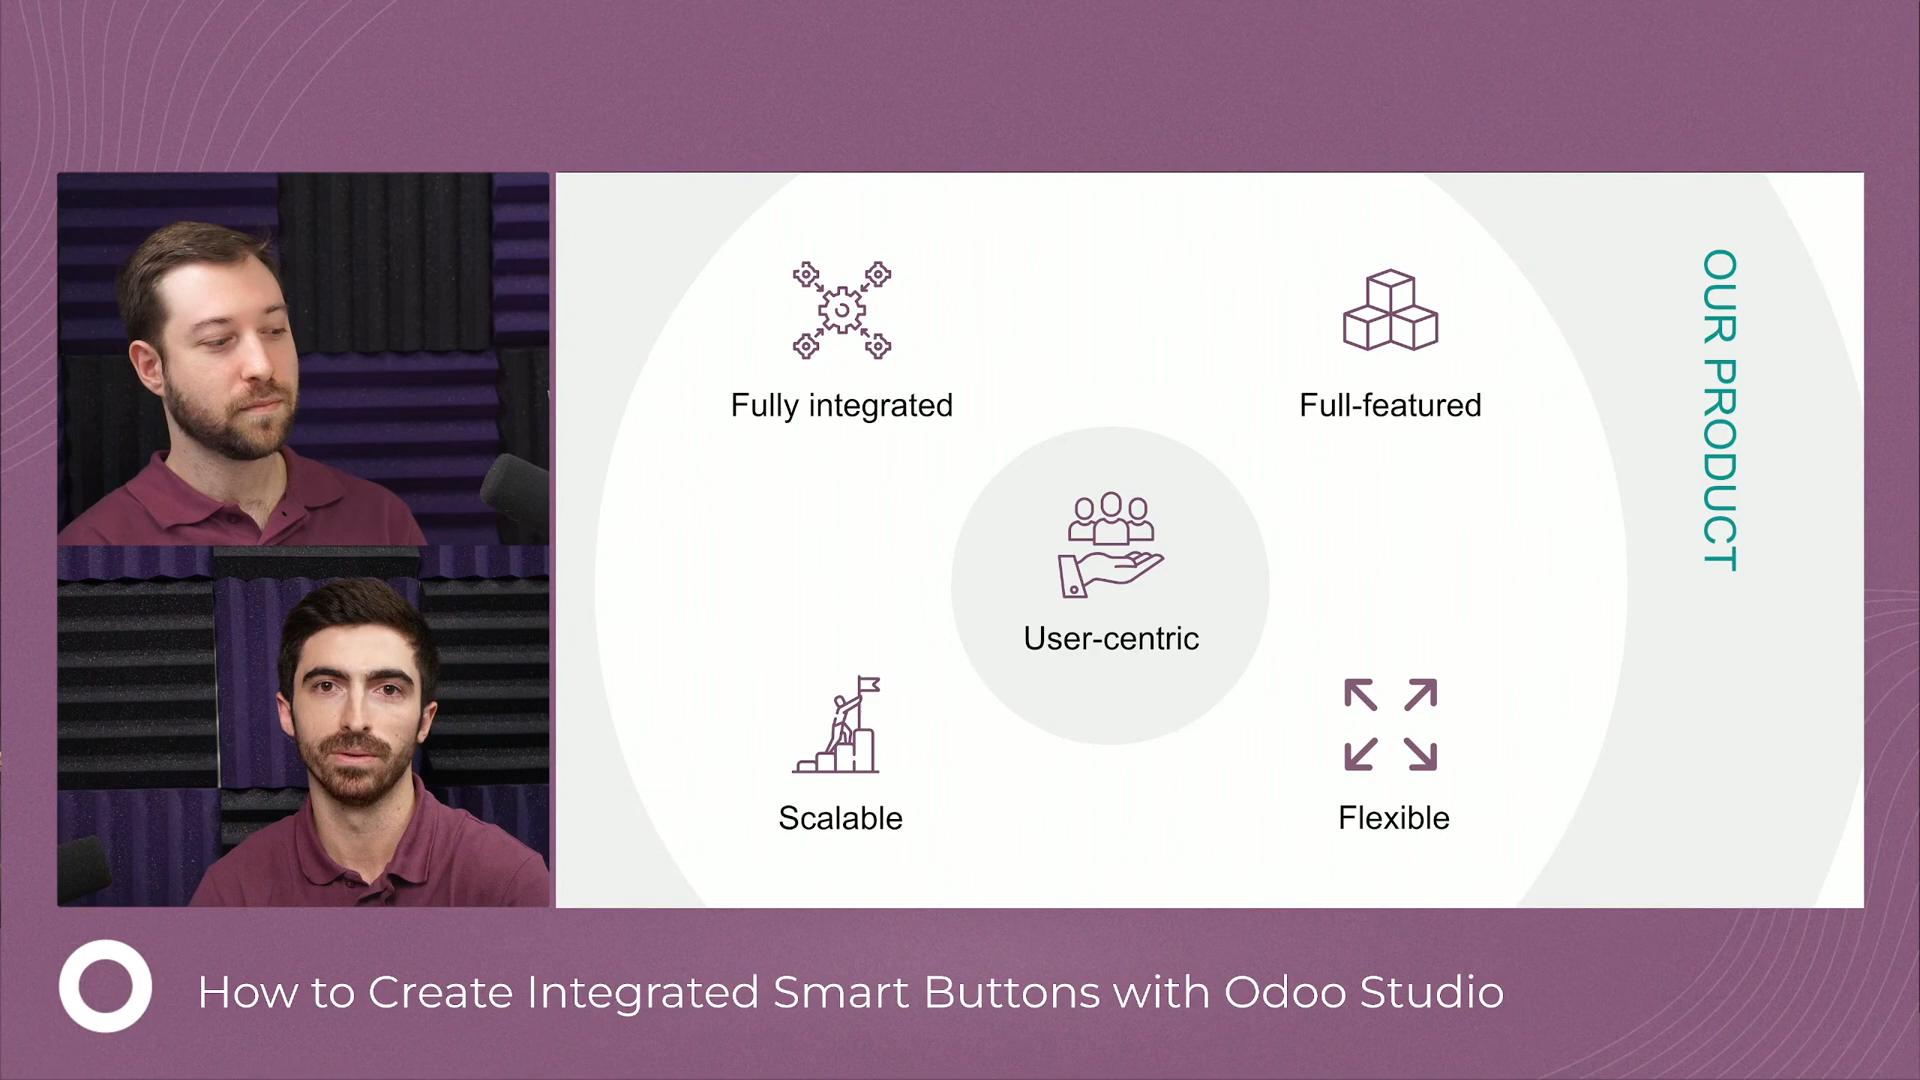 Fully integrated
Full-featured
OUR PRODUCT
User-centric
Scalable
Flexible
How to Create Integrated Smart Buttons with Odoo Studio